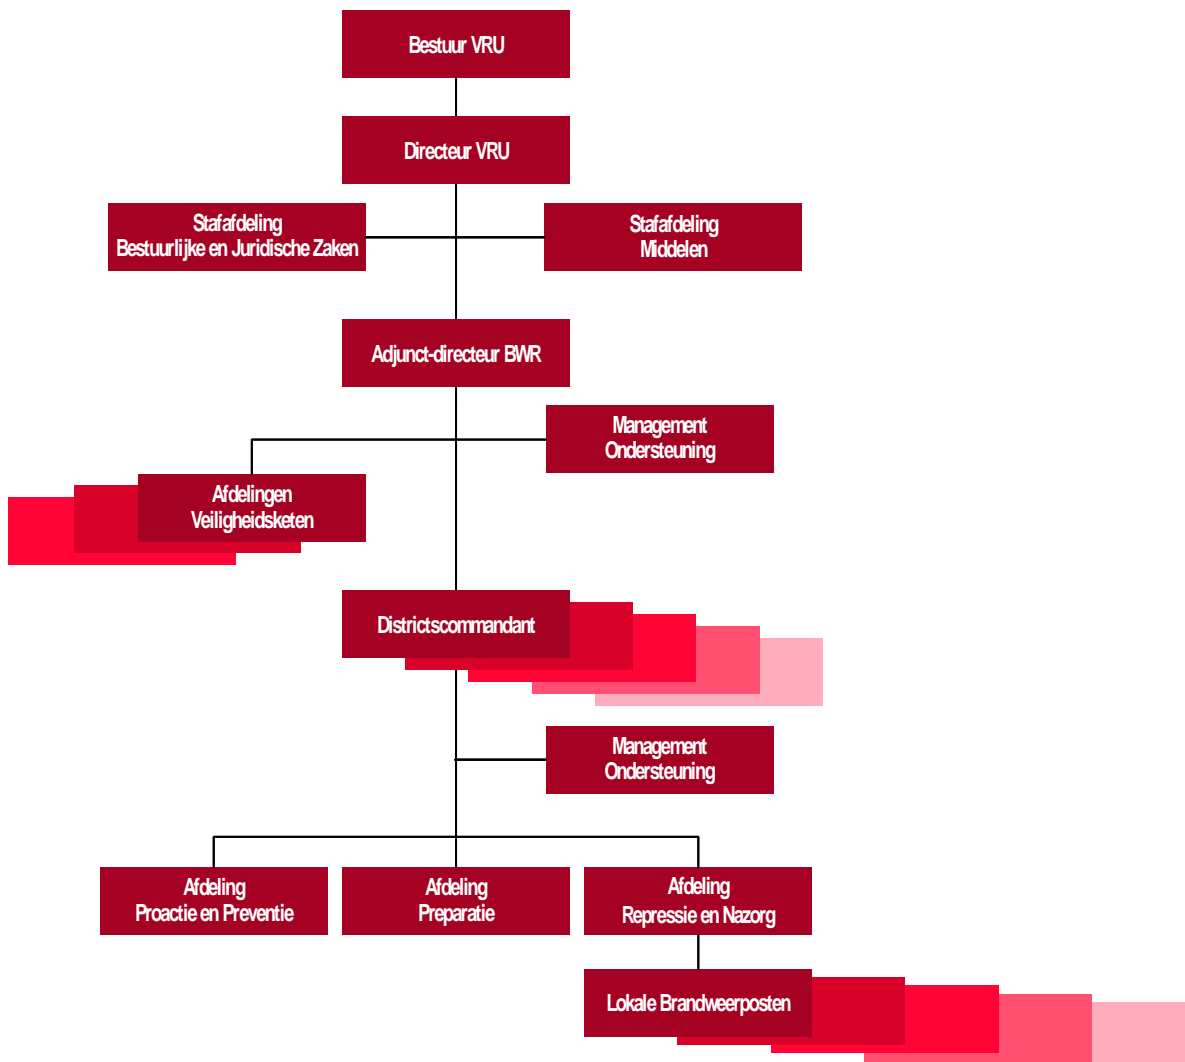 Bestuur VRU
Directeur VRU
Stafafdeling
Bestuurlijke en Juridische Zaken
Stafafdeling
Middelen
Adjunct-directeur BWR
Management
Ondersteuning
Afdelingen
Veiligheidsketen
Districtscommandant
Management
Ondersteuning
Afdeling
Proactie en Preventie
Afdeling
Preparatie
Afdeling
Repressie en Nazorg
Lokale Brandweerposten